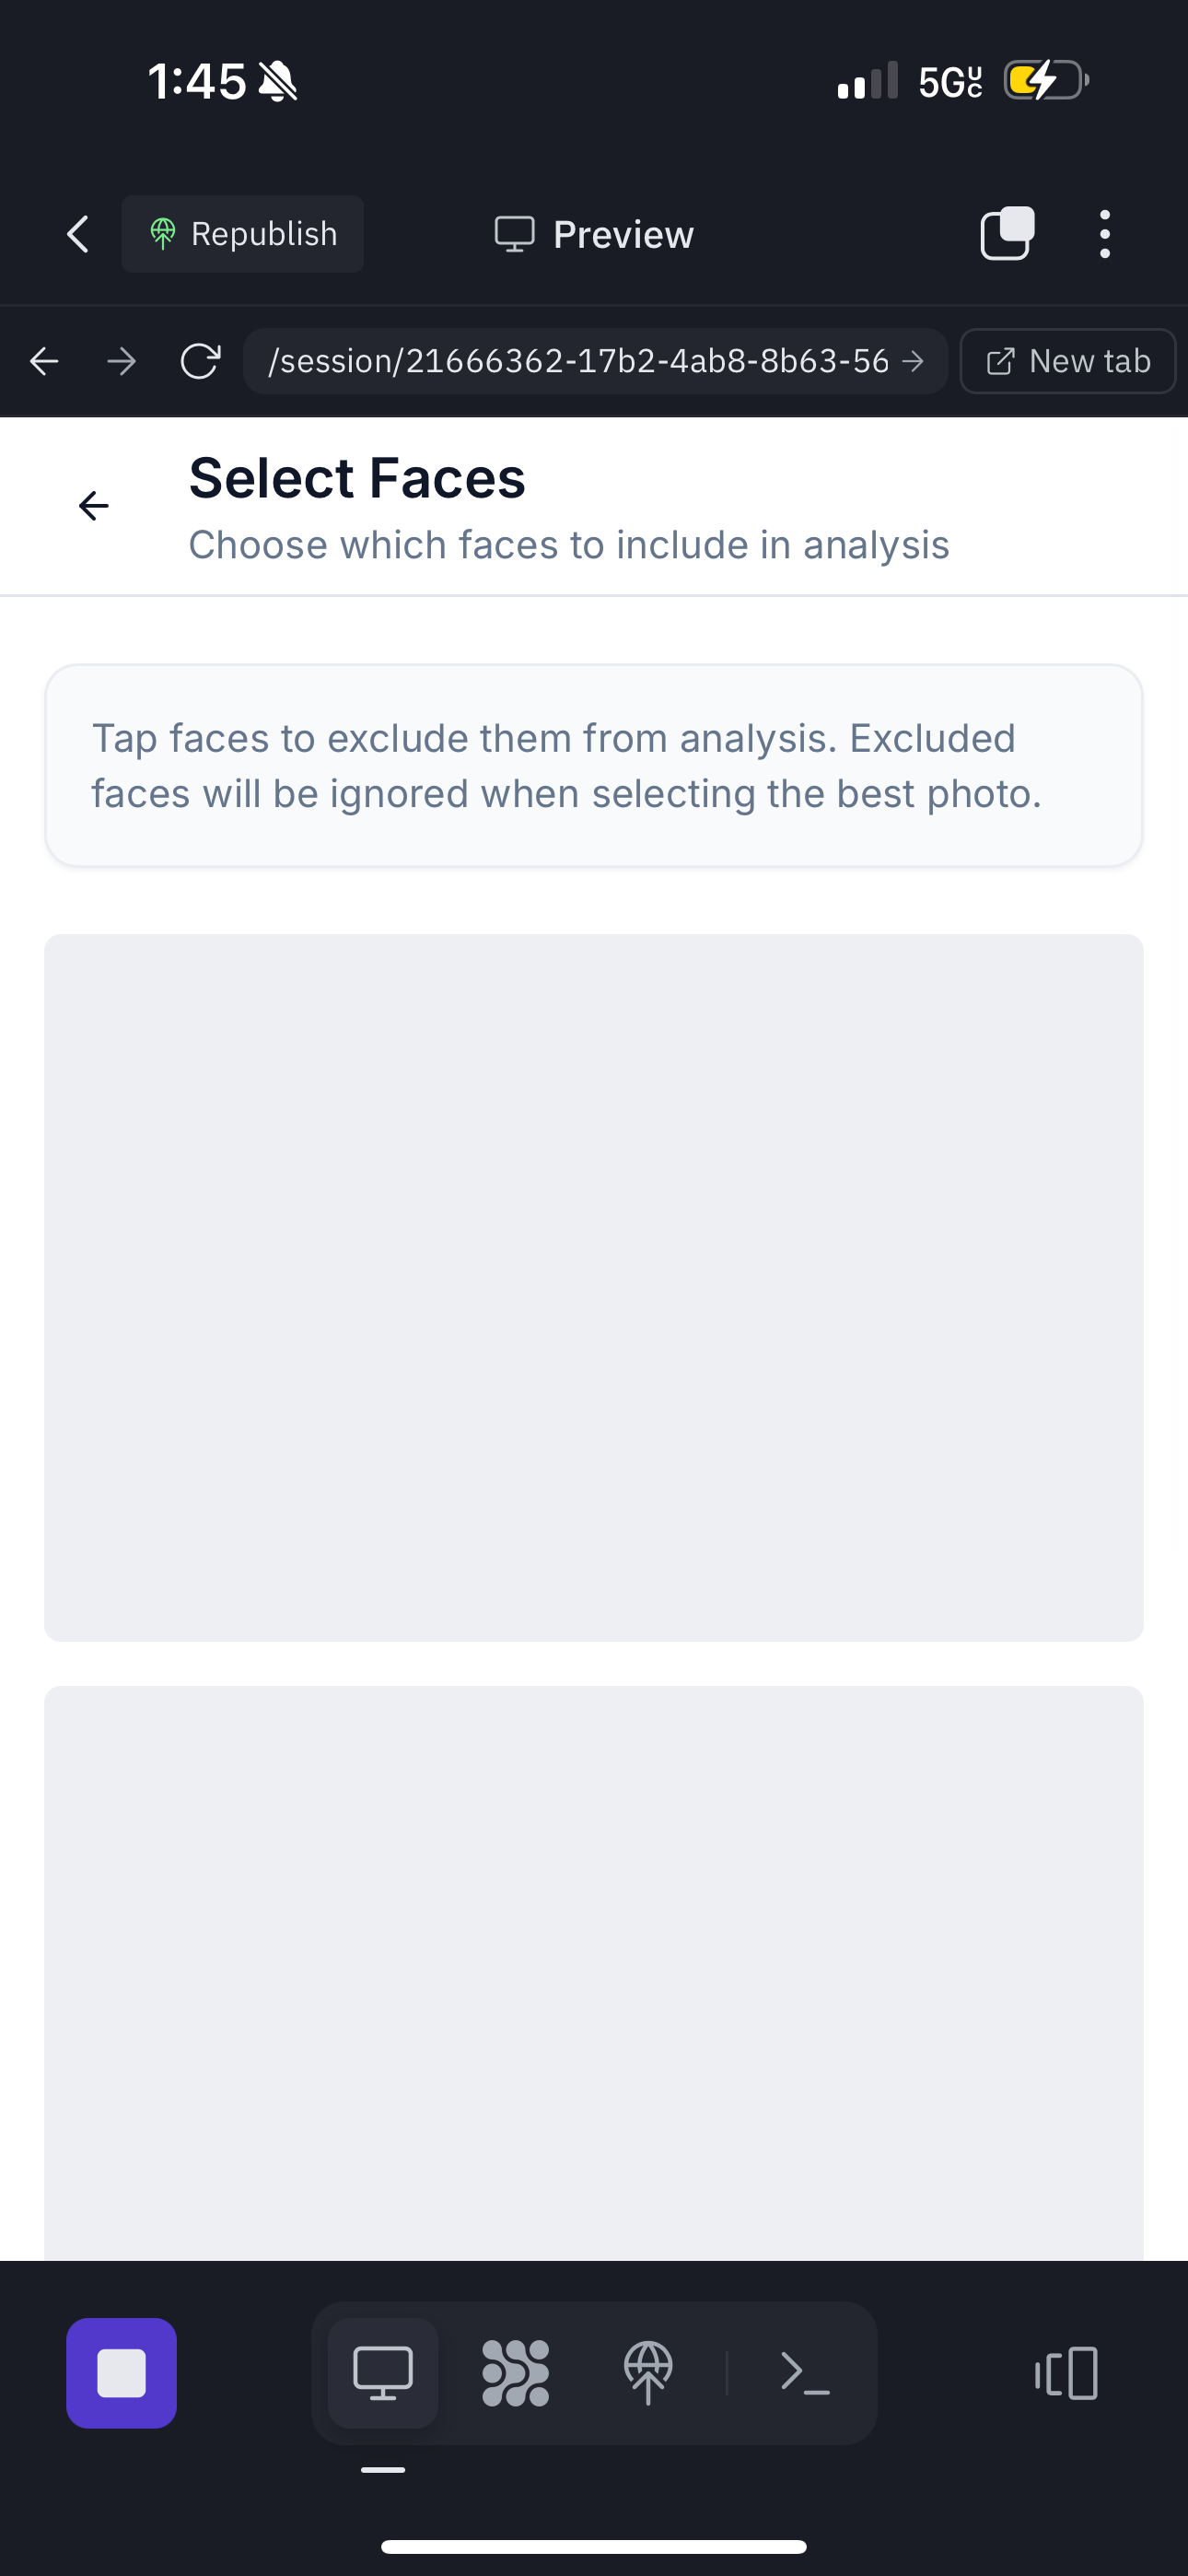 1:45
5G UC
Republish
Preview
/session/21666362-17b2-4ab8-8b63-56
New tab
Select Faces
Choose which faces to include in analysis
Tap faces to exclude them from analysis. Excluded
faces will be ignored when selecting the best photo.